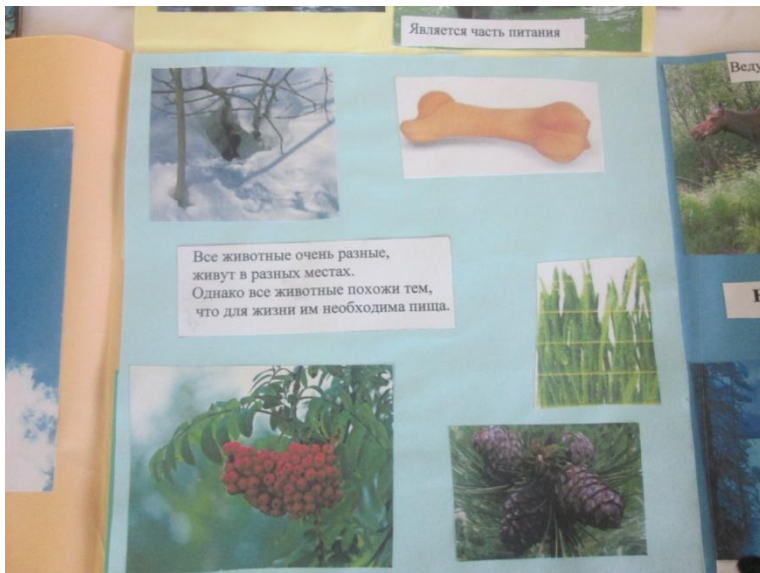 Является часть питания
Все животные очень разные,
живут в разных местах.
Однако все животные похожи тем,
что для жизни им необходима пища.